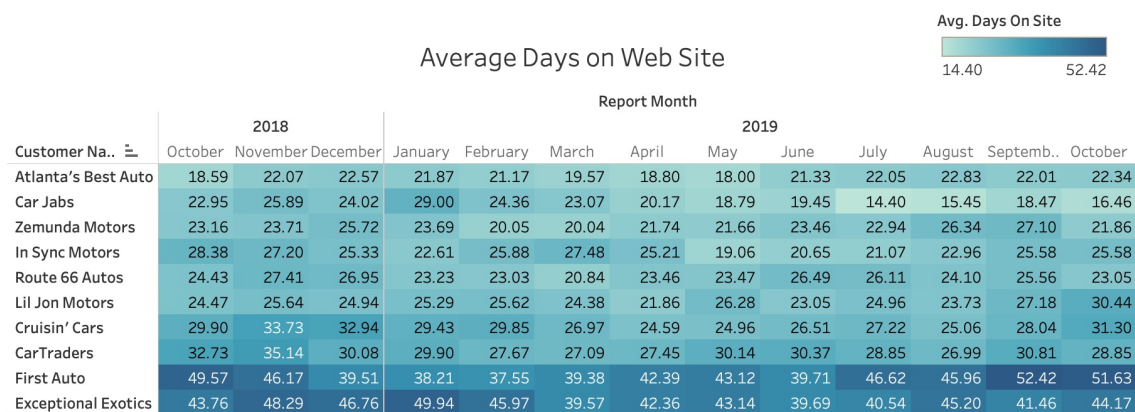 Avg. Days On Site
14.40 52.42
Average Days on Web Site
Report Month
2018 2019
Customer Na.. October November December January February March April May June July August Septemb.. October
Atlanta's Best Auto 18.59 22.07 22.57 21.87 21.17 19.57 18.80 18.00 21.33 22.05 22.83 22.01 22.34
Car Jabs 22.95 25.89 24.02 29.00 24.36 23.07 20.17 18.79 19.45 14.40 15.45 18.47 16.46
Zemunda Motors 23.16 23.71 25.72 23.69 20.05 20.04 21.74 21.66 23.46 22.94 26.34 27.10 21.86
In Sync Motors 28.38 27.20 25.33 22.61 25.88 27.48 25.21 19.06 20.65 21.07 22.96 25.58 25.58
Route 66 Autos 24.43 27.41 26.95 23.23 23.03 20.84 23.46 23.47 26.49 26.11 24.10 25.56 23.05
Lil Jon Motors 24.47 25.64 24.94 25.29 25.62 24.38 21.86 26.28 23.05 24.96 23.73 27.18 30.44
Cruisin' Cars 29.90 33.73 32.94 29.43 29.85 26.97 24.59 24.96 26.51 27.22 25.06 28.04 31.30
CarTraders 32.73 35.14 30.08 29.90 27.67 27.09 27.45 30.14 30.37 28.85 26.99 30.81 28.85
First Auto 49.57 46.17 39.51 38.21 37.55 39.38 42.39 43.12 39.71 46.62 45.96 52.42 51.63
Exceptional Exotics 43.76 48.29 46.76 49.94 45.97 39.57 42.36 43.14 39.69 40.54 45.20 41.46 44.17